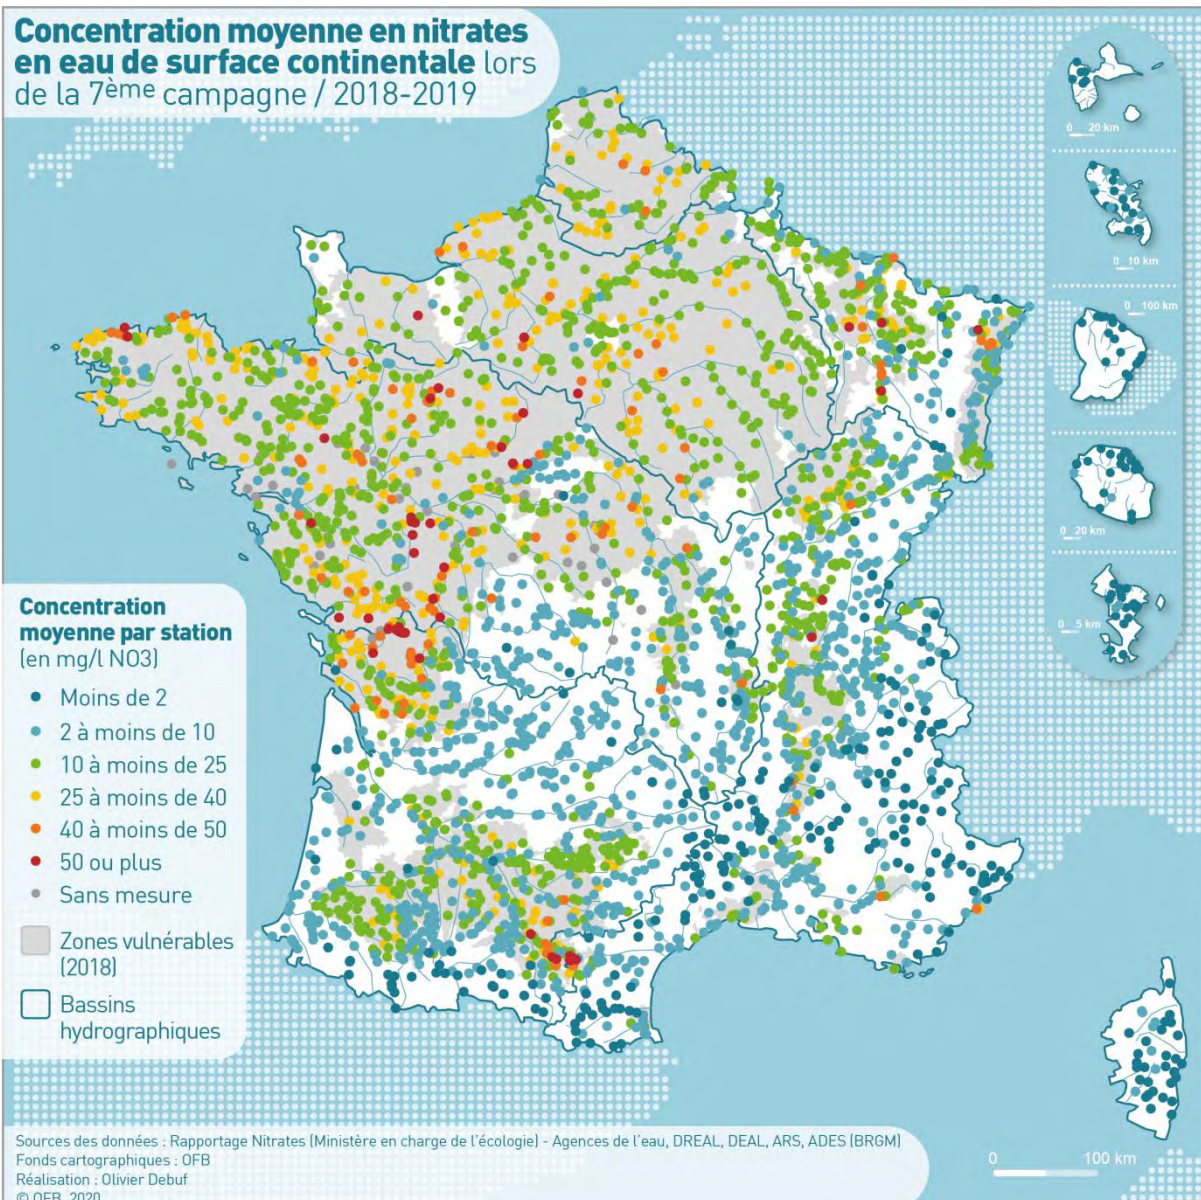 Concentration moyenne en nitrates
en eau de surface continentale lors
de la 7ème campagne / 2018-2019
0 20 km
0 10 km
0 100 km
0 20 km
0 5 km
Concentration
moyenne par station
(en mg/l NO3)
Moins de 2
2 à moins de 10
10 à moins de 25
25 à moins de 40
40 à moins de 50
50 ou plus
Sans mesure
Zones vulnérables
(2018)
Bassins
hydrographiques
Sources des données : Rapportage Nitrates (Ministère en charge de l'écologie) - Agences de l'eau, DREAL, DEAL, ARS, ADES (BRGM)
Fonds cartographiques : OFB
Réalisation : Olivier Debuf
© OFB, 2020
0 100 km